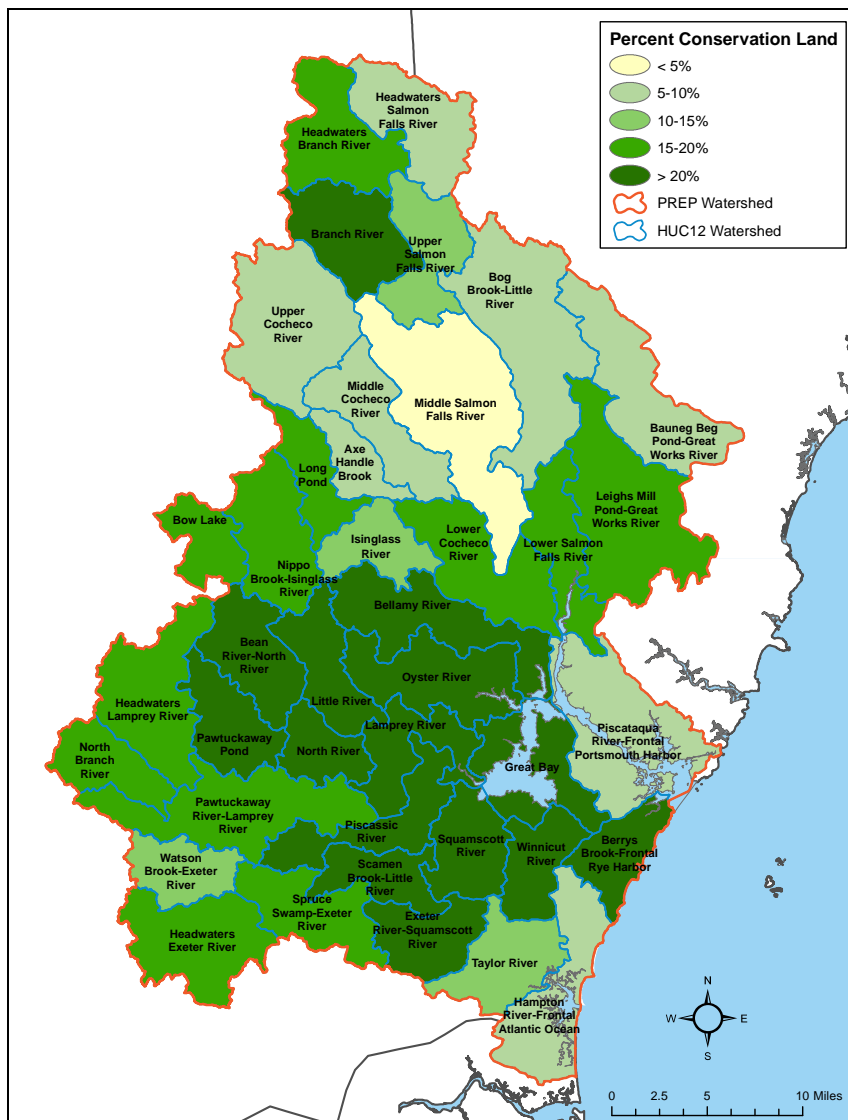 Percent Conservation Land
< 5%
5-10%
10-15%
15-20%
> 20%
PREP Watershed
HUC12 Watershed
Headwaters
Salmon
Falls River
Headwaters
Branch River
Branch River
Upper
Salmon
Falls River
Bog
Brook-Little
River
Upper
Cocheco
River
Middle
Cocheco
River
Middle Salmon
Falls River
Bauneg Beg
Pond-Great
Works River
Axe
Handle
Brook
Long
Pond
Leighs Mill
Pond-Great
Works River
Bow Lake
Isinglass
River
Lower
Cocheco
River
Lower Salmon
Falls River
Nippo
Brook-Isinglass
River
Bellamy River
Bean
River-North
River
Oyster River
Headwaters
Lamprey River
Little River
Lamprey River
Piscataqua
River-Frontal
Portsmouth Harbor
North
Branch
River
Pawtuckaway
Pond
North River
Great Bay
Pawtuckaway
River-Lamprey
River
Piscassic
River
Squamscott
River
Winnicut
River
Berrys
Brook-Frontal
Rye Harbor
Watson
Brook-Exeter
River
Scamen
Brook-Little
River
Spruce
Swamp-Exeter
River
Exeter
River-Squamscott
River
Headwaters
Exeter River
Taylor River
Hampton
River-Frontal
Atlantic Ocean
N
W
E
S
0 2.5 5 10 Miles